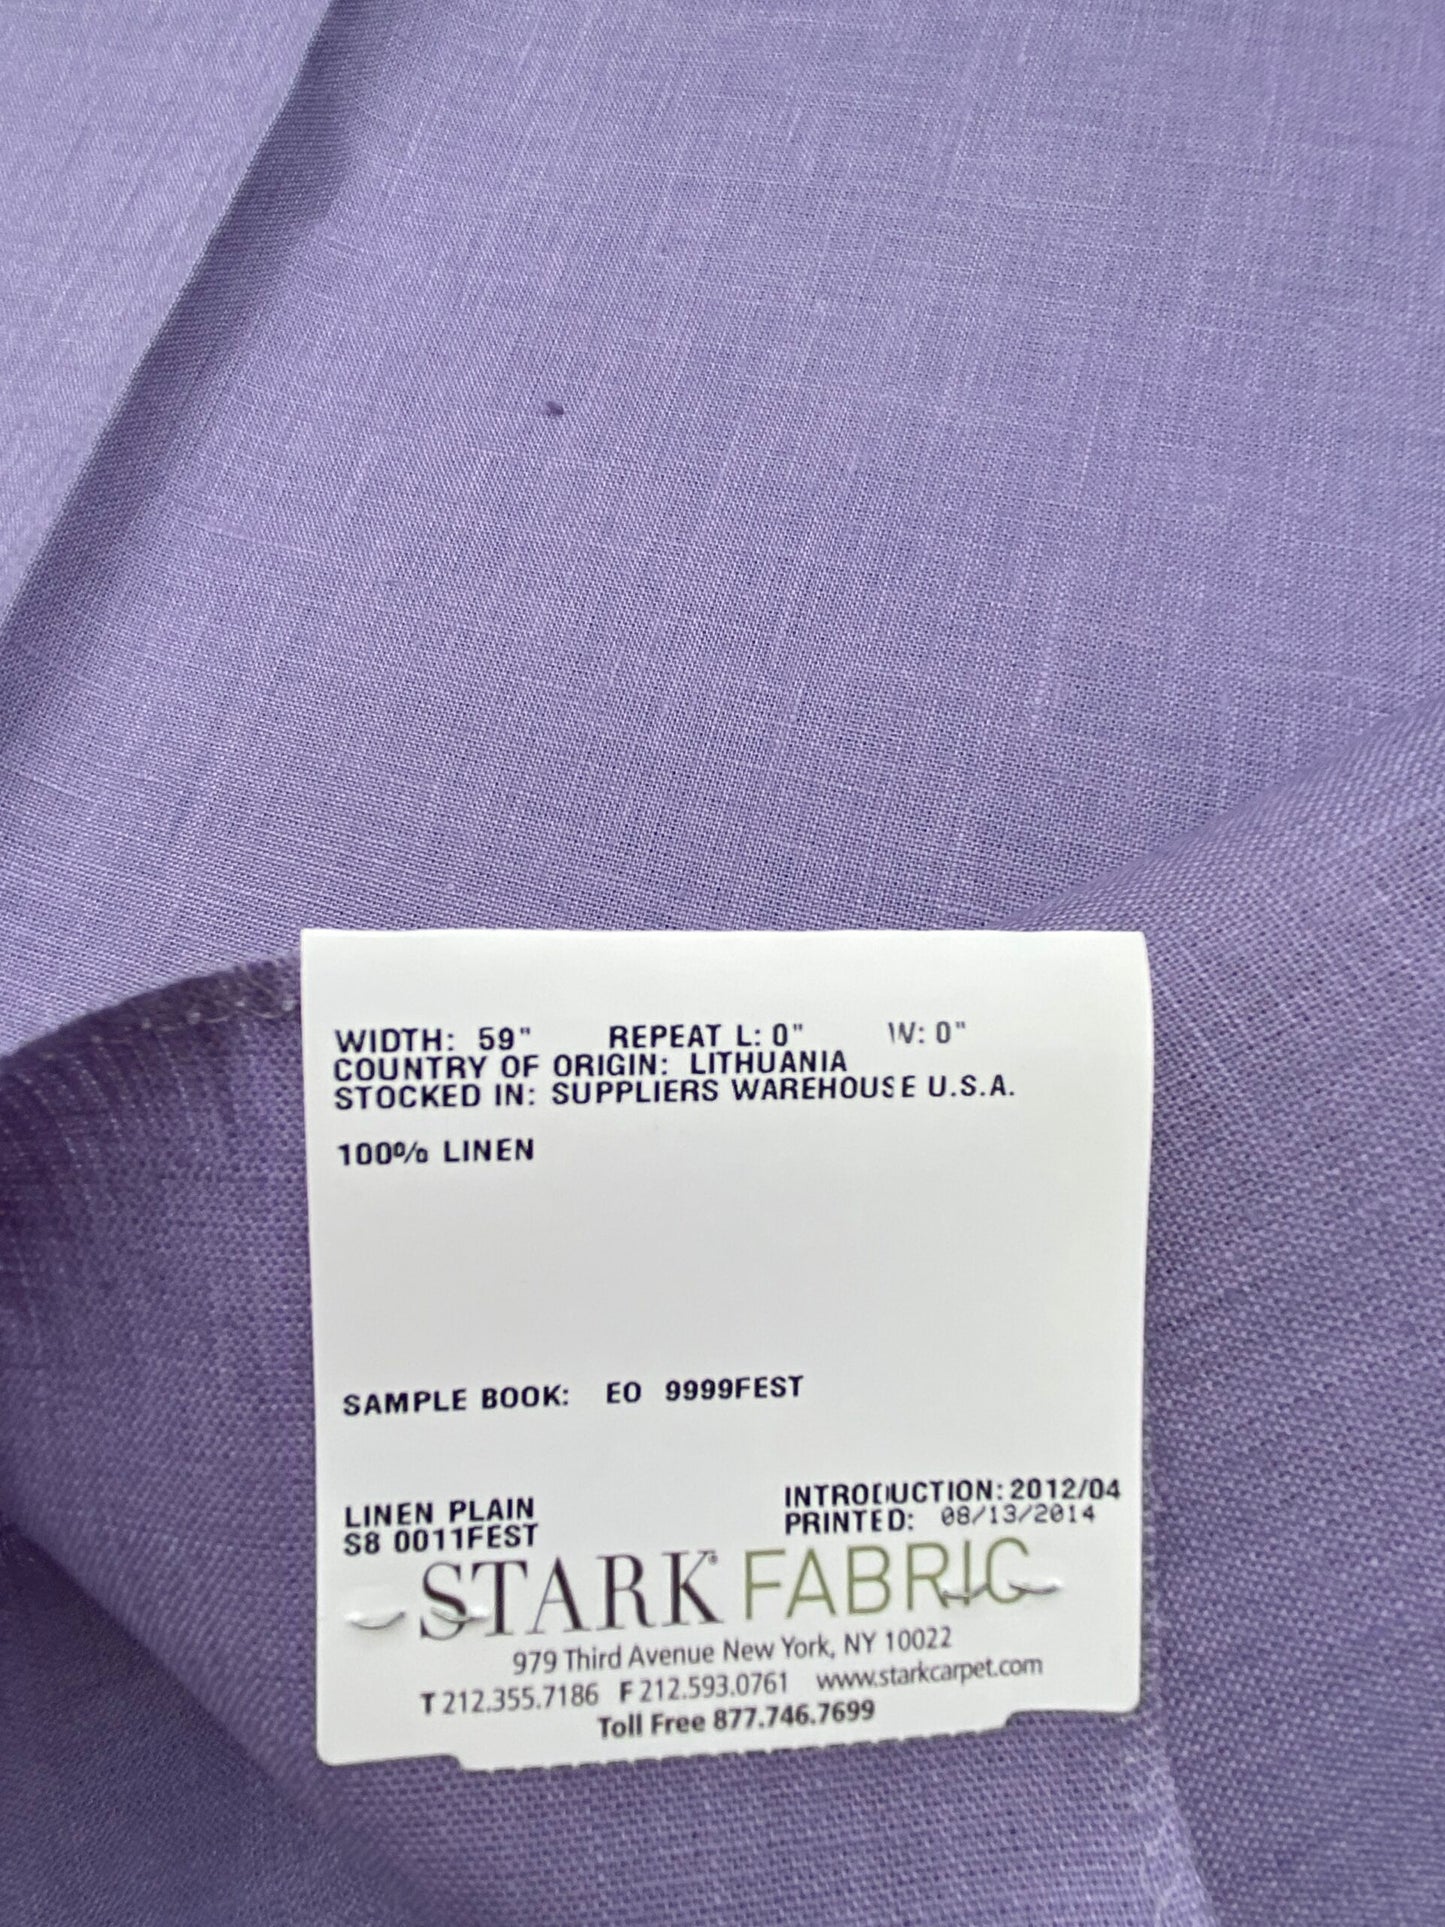 WIDTH: 59" REPEAT L: 0" W: 0"
COUNTRY OF ORIGIN: LITHUANIA
STOCKED IN: SUPPLIERS WAREHOUSE U.S.A.
100% LINEN
SAMPLE BOOK: EO 9999FEST
LINEN PLAIN INTRODUCTION: 2012/04
S8 0011FEST PRINTED: 08/13/2014
STARK® FABRIC
979 Third Avenue New York, NY 10022
T 212.355.7186 F 212.593.0761 www.starkcarpet.com
Toll Free 877.746.7699